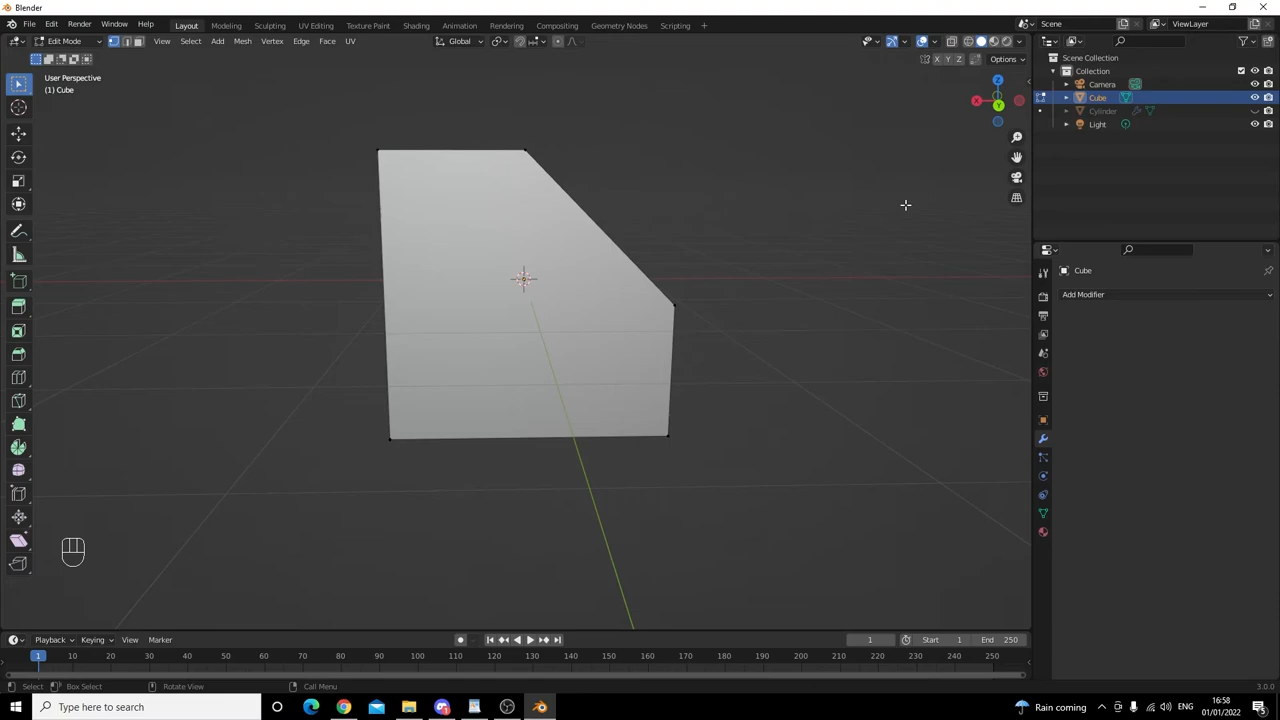 Blender
File Edit Render Window Help Layout Modeling Sculpting UV Editing Texture Paint Shading Animation Rendering Compositing Geometry Nodes Scripting + Scene ViewLayer
Edit Mode View Select Add Mesh Vertex Edge Face UV Global
X Y Z Options
User Perspective
(1) Cube
Z
X
Y
Scene Collection
Collection
Camera
Cube
Cylinder
Light
Cube
Add Modifier
Playback Keying View Marker 1 Start 1 End 250
1 10 20 30 40 50 60 70 80 90 100 110 120 130 140 150 160 170 180 190 200 210 220 230 240 250
Select Box Select Rotate View Call Menu 3.0.0
Type here to search Rain coming ENG 16:58
01/01/2022